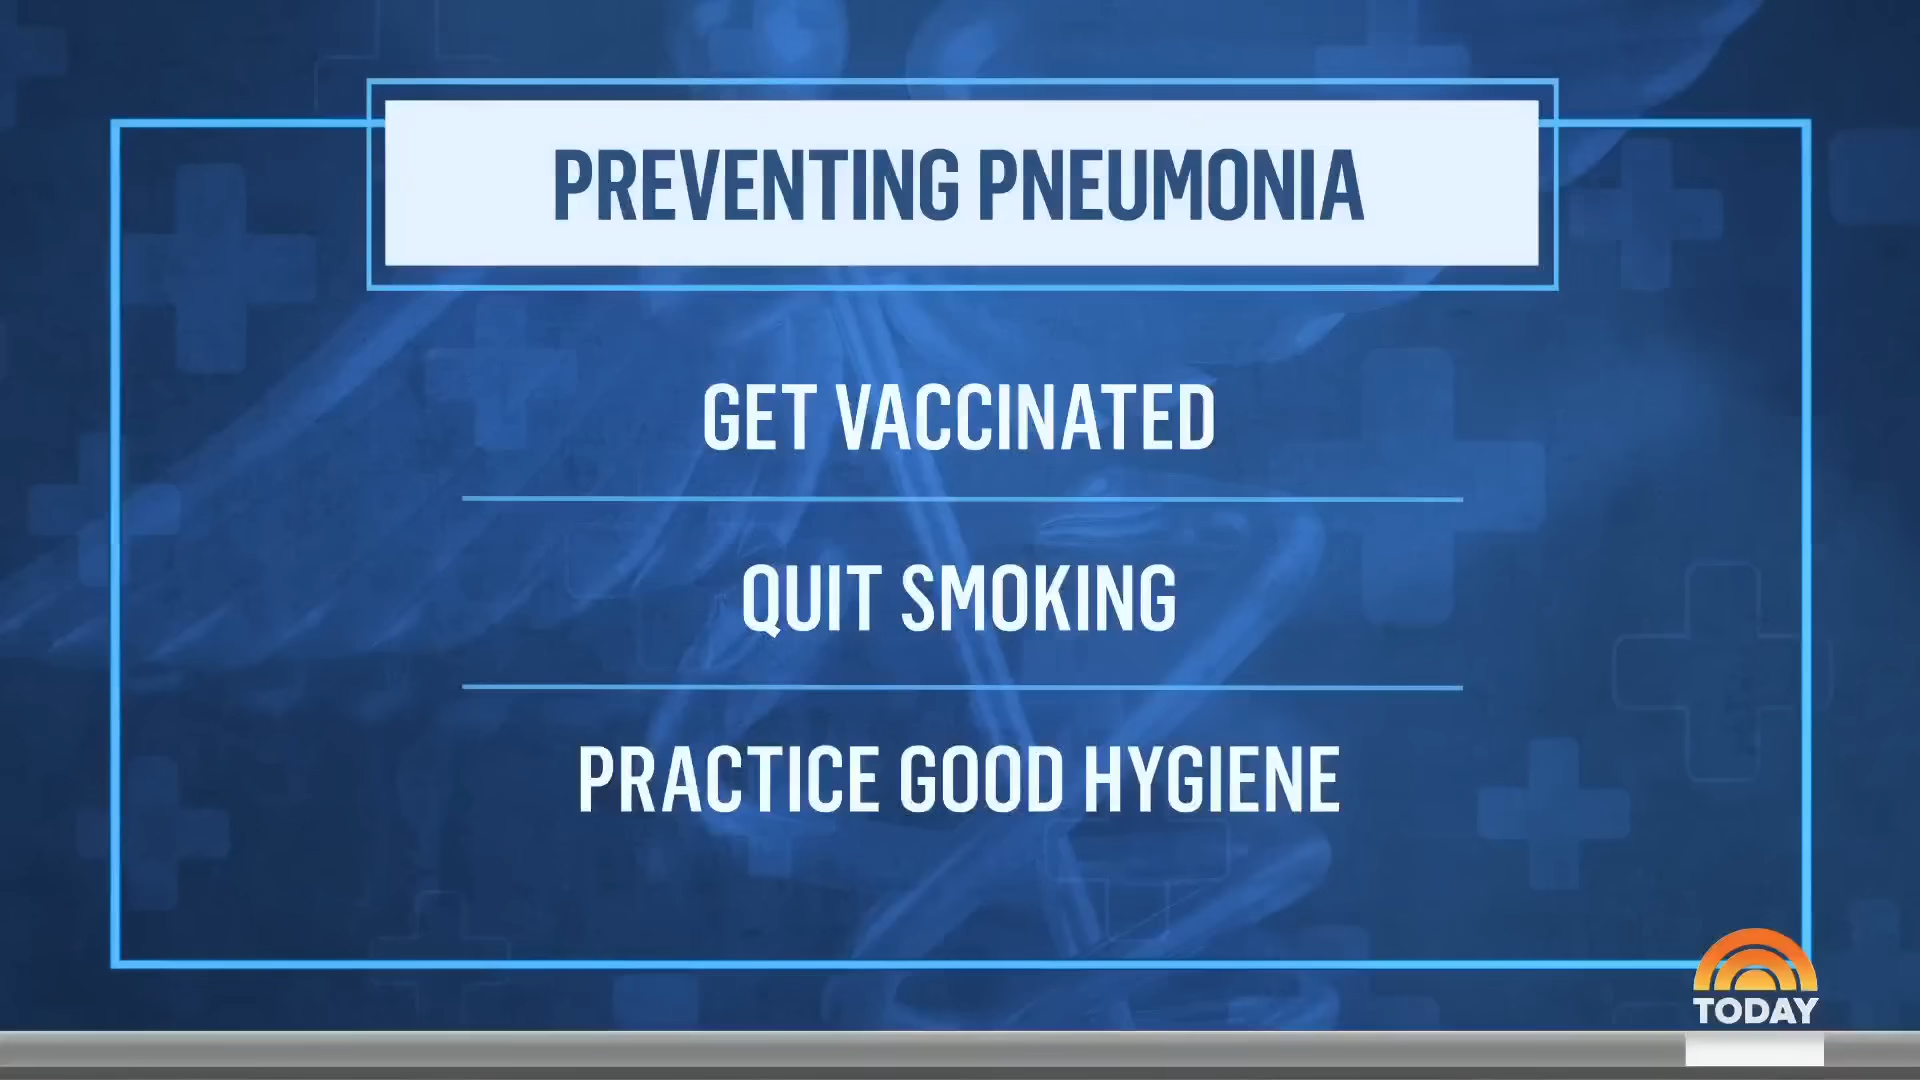 PREVENTING PNEUMONIA
GET VACCINATED
QUIT SMOKING
PRACTICE GOOD HYGIENE
TODAY